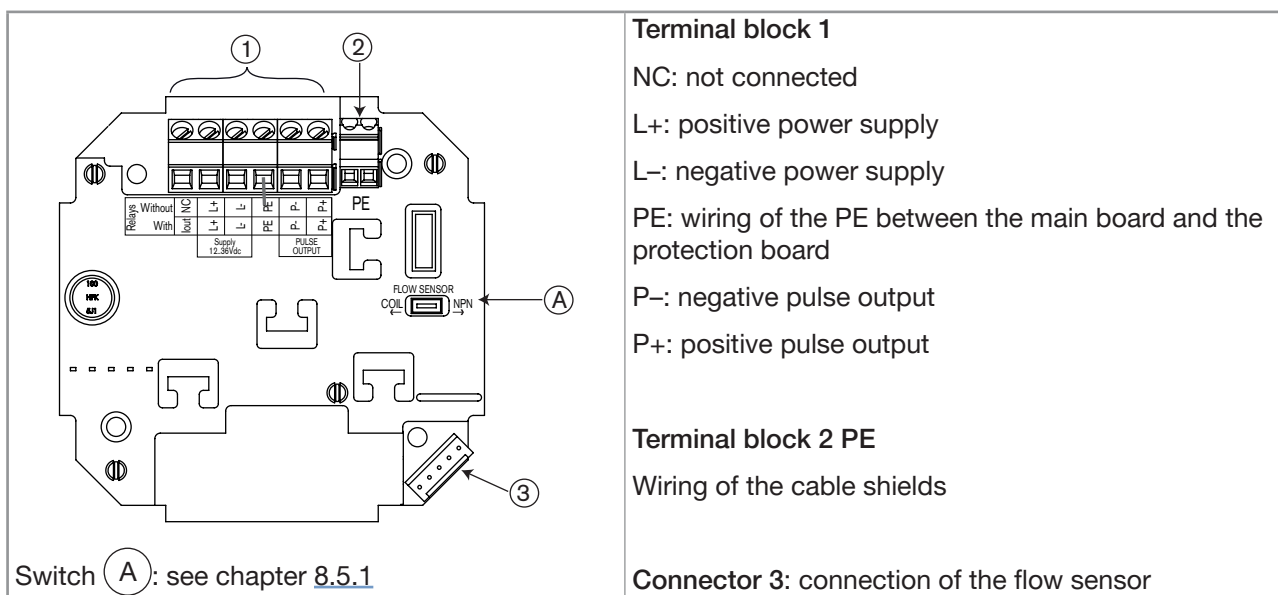 1
2
Relays
Without
With
NC
Iout
L+
L+
L-
L-
PE
PE
P-
P-
P+
P+
Supply
12..36Vdc
PULSE
OUTPUT
PE
100
HFK
6J1
FLOW SENSOR
COIL
NPN
A
3
Switch A: see chapter 8.5.1
Terminal block 1
NC: not connected
L+: positive power supply
L–: negative power supply
PE: wiring of the PE between the main board and the
protection board
P–: negative pulse output
P+: positive pulse output
Terminal block 2 PE
Wiring of the cable shields
Connector 3: connection of the flow sensor